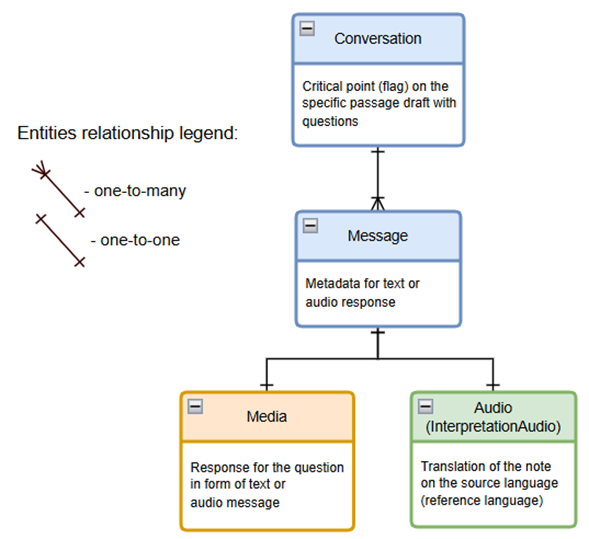 Conversation
Critical point (flag) on the
specific passage draft with
questions
Entities relationship legend:
- one-to-many
- one-to-one
Message
Metadata for text or
audio response
Media
Response for the question
in form of text or
audio message
Audio
(InterpretationAudio)
Translation of the note
on the source language
(reference language)